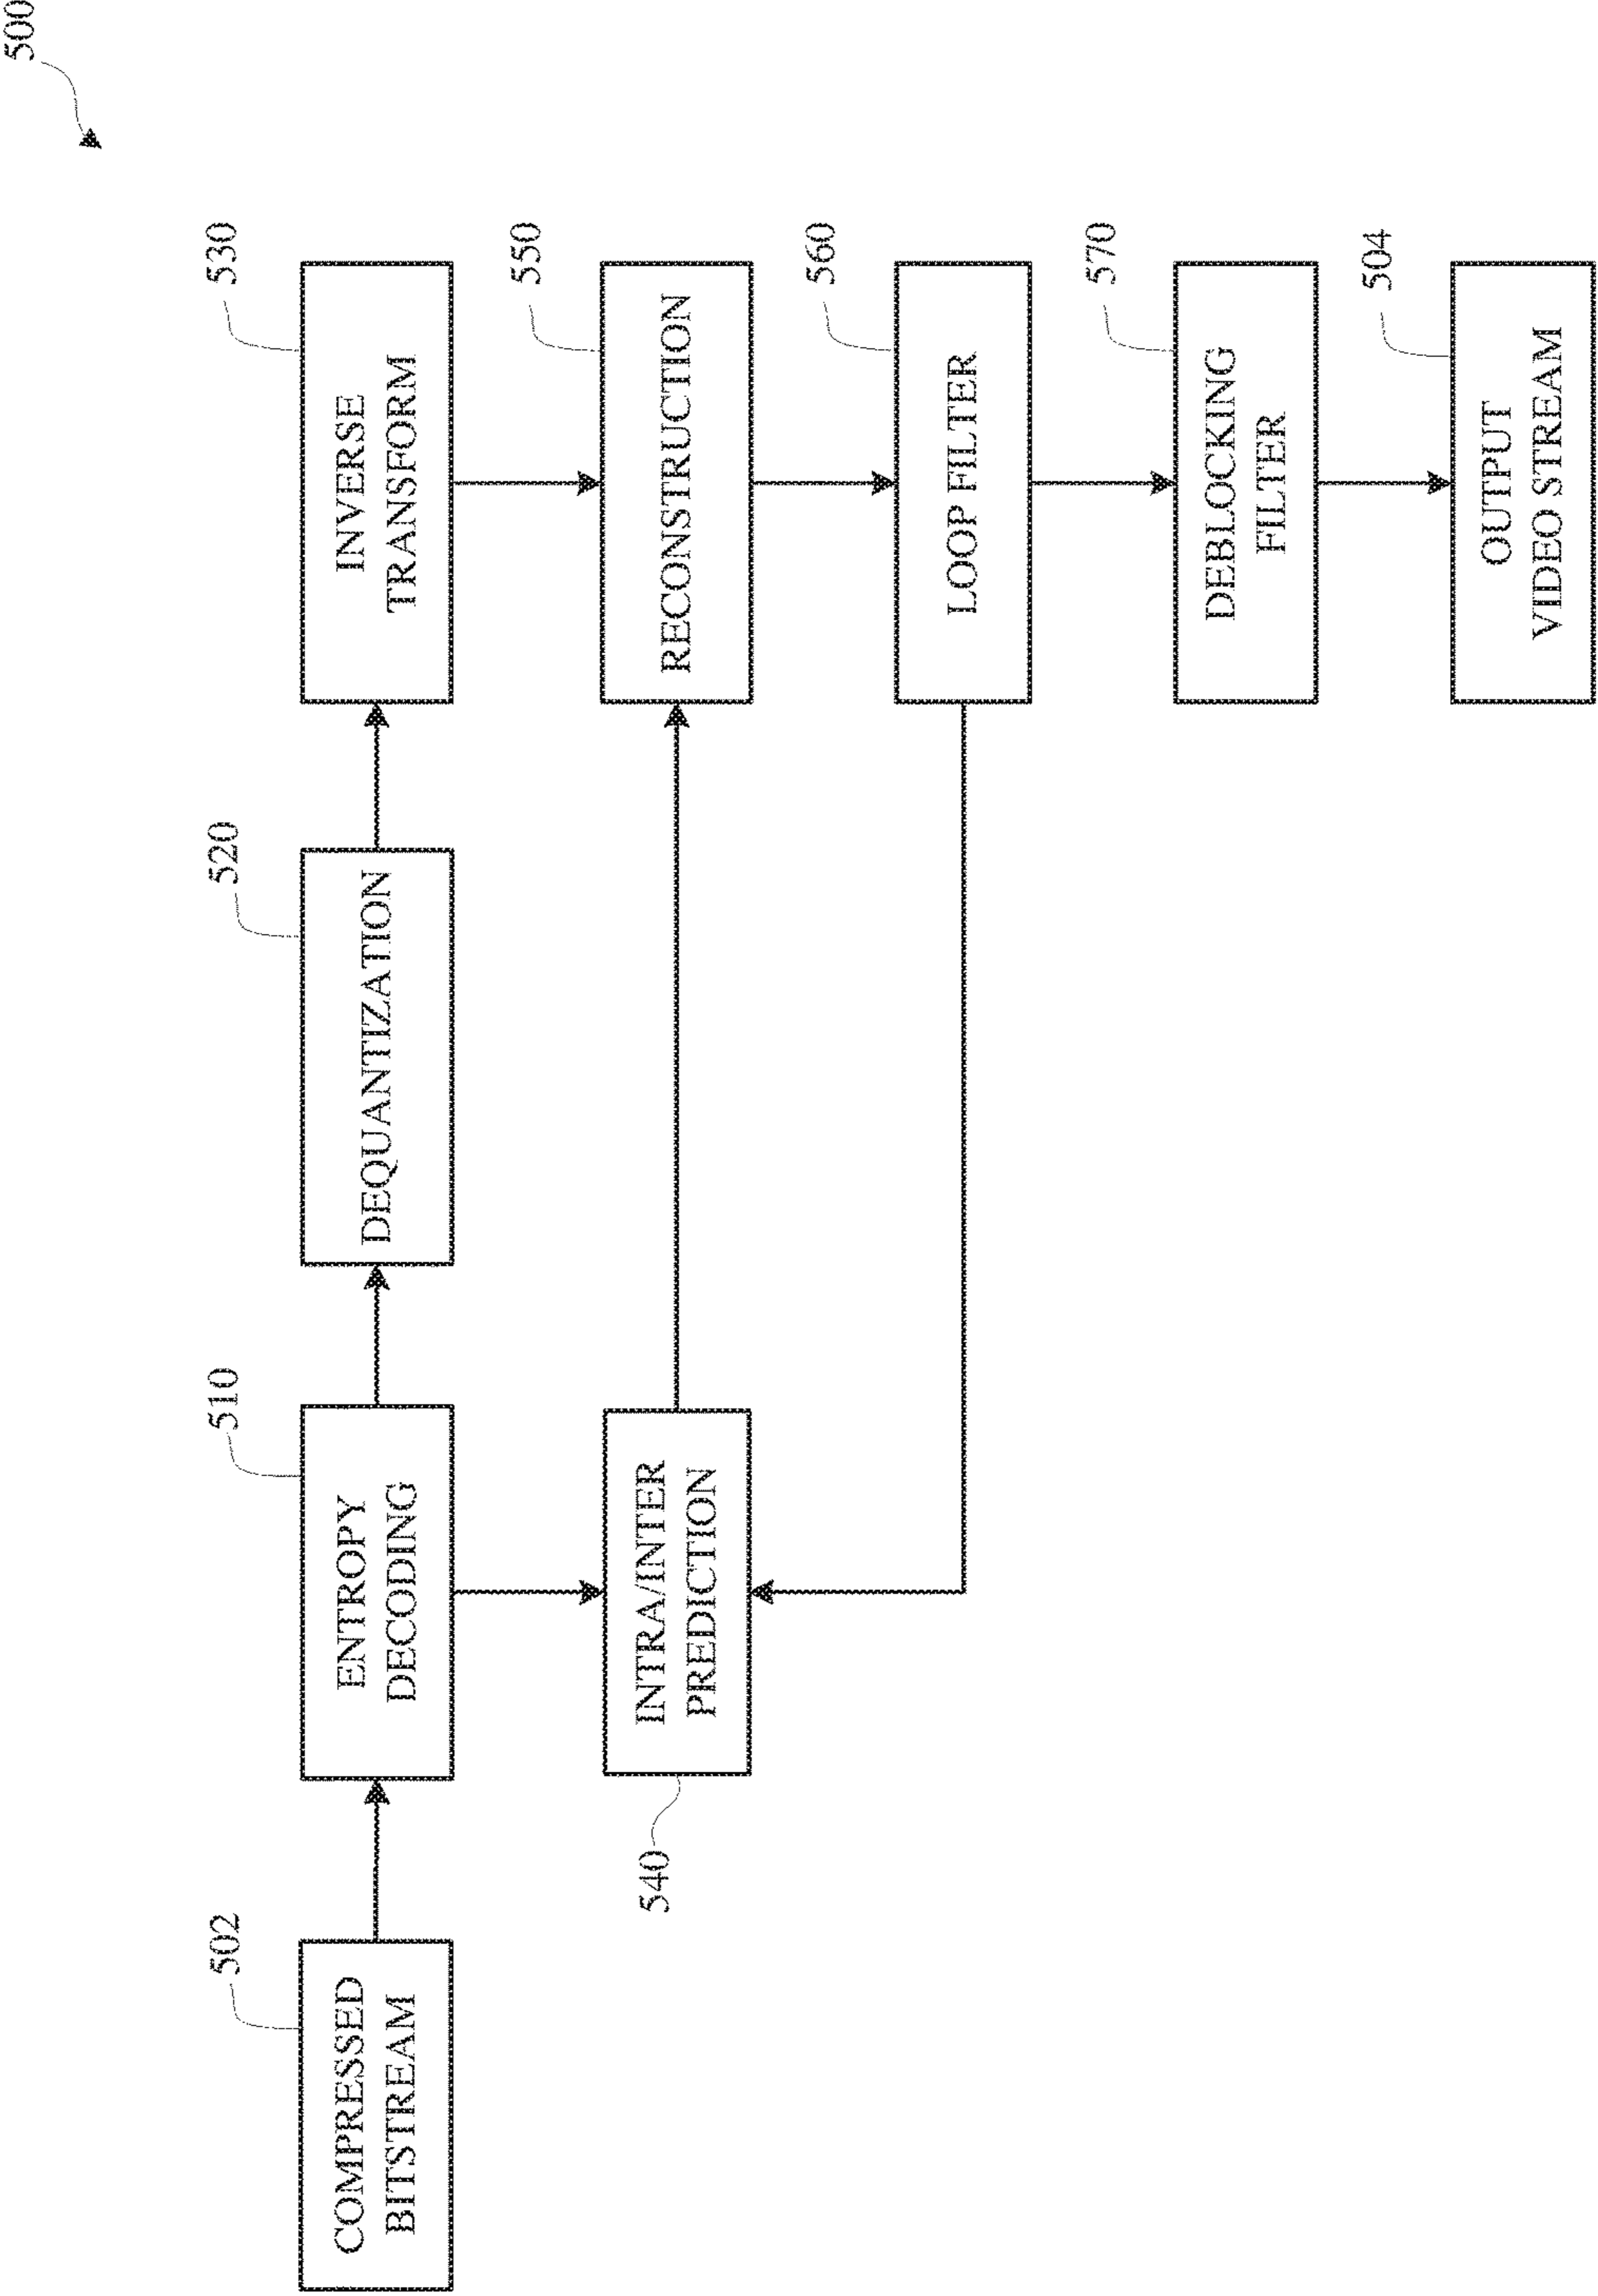 500
502
COMPRESSED
BITSTREAM
510
ENTROPY
DECODING
520
DEQUANTIZATION
530
INVERSE
TRANSFORM
540
INTRA/INTER
PREDICTION
550
RECONSTRUCTION
560
LOOP FILTER
570
DEBLOCKING
FILTER
504
OUTPUT
VIDEO STREAM